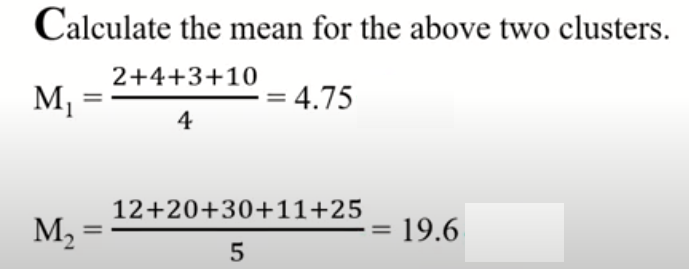 Calculate the mean for the above two clusters.
M₁ = 2+4+3+10 / 4 = 4.75
M₂ = 12+20+30+11+25 / 5 = 19.6